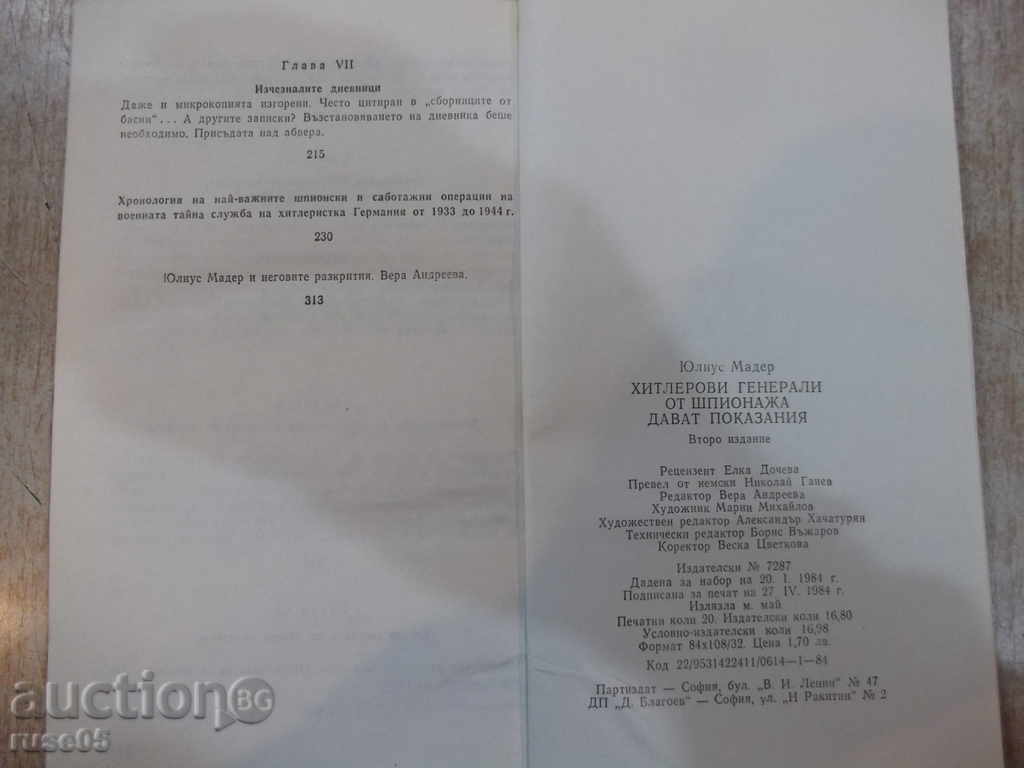 Глава VII
Изчезналите дневници
Даже и микрокопията изгорени. Често цитиран в „сборниците от
басни“... А другите записки? Възстановяването на дневника беше
необходимо. Присъдата над абвера.
215
Хронология на най-важните шпионски и саботажни операции на
военната тайна служба на хитлеристка Германия от 1933 до 1944 г.
230
Юлиус Мадер и неговите разкрития. Вера Андреева.
313
Юлиус Мадер
ХИТЛЕРОВИ ГЕНЕРАЛИ
ОТ ШПИОНАЖА
ДАВАТ ПОКАЗАНИЯ
Второ издание
Рецензент Елка Дочева
Превел от немски Николай Ганев
Редактор Вера Андреева
Художник Марин Михайлов
Художествен редактор Александър Хачатурян
Технически редактор Борис Въжаров
Коректор Веска Цветкова
Издателски № 7287
Дадена за набор на 20. I. 1984 г.
Подписана за печат на 27. IV. 1984 г.
Излязла м. май
Печатни коли 20. Издателски коли 16,80
Условно-издателски коли 16,98
Формат 84x108/32. Цена 1,70 лв.
Код 22/9531422411/0614—1—84
Партиздат — София, бул. „В. И. Ленин“ № 47
ДП „Д. Благоев“ — София, ул. „Н Ракитин“ № 2
auction BG
ruse05